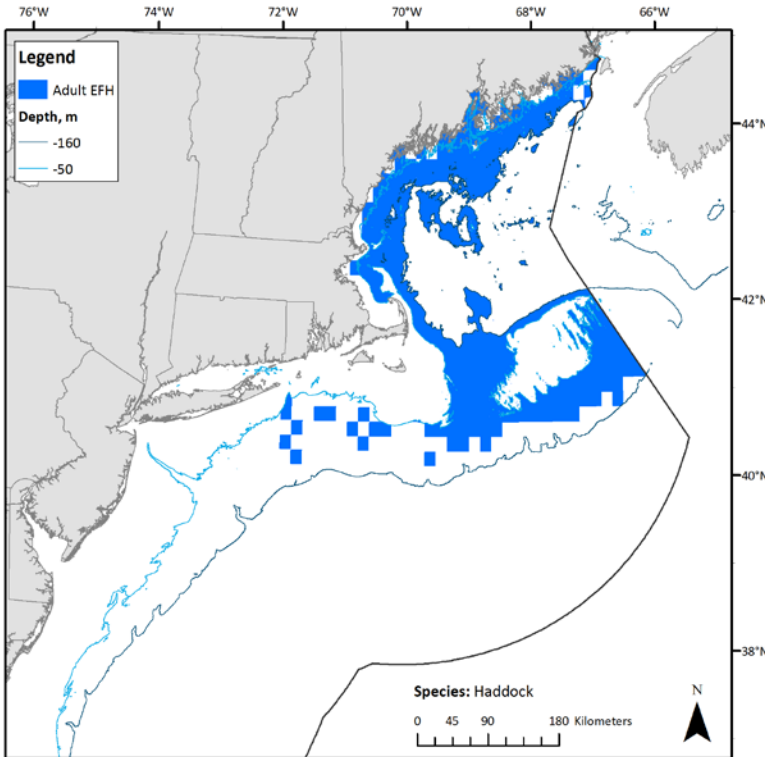 76°W 74°W 72°W 70°W 68°W 66°W
Legend
Adult EFH
Depth, m
-160
-50
44°N
42°N
40°N
38°N
Species: Haddock
N
0 45 90 180 Kilometers